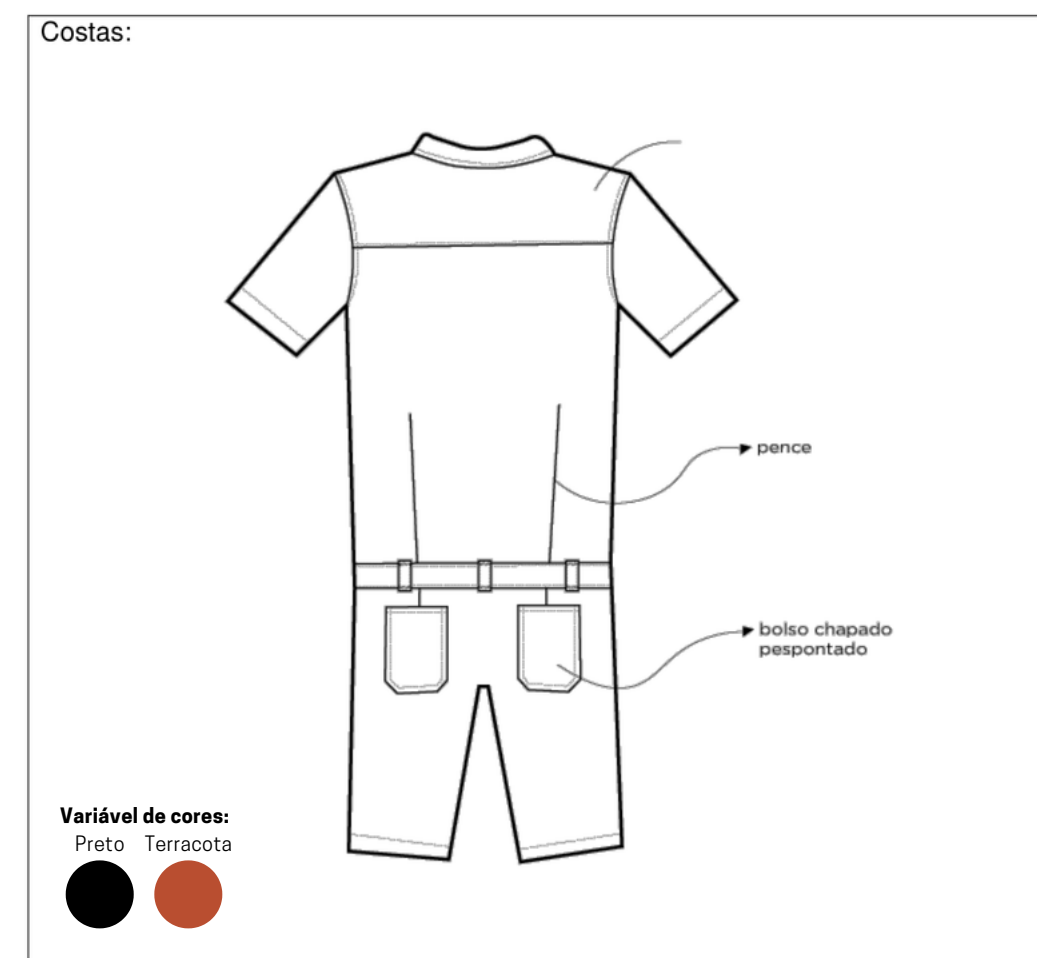 Costas:
pence
bolso chapado
pespontado
Variável de cores:
Preto Terracota